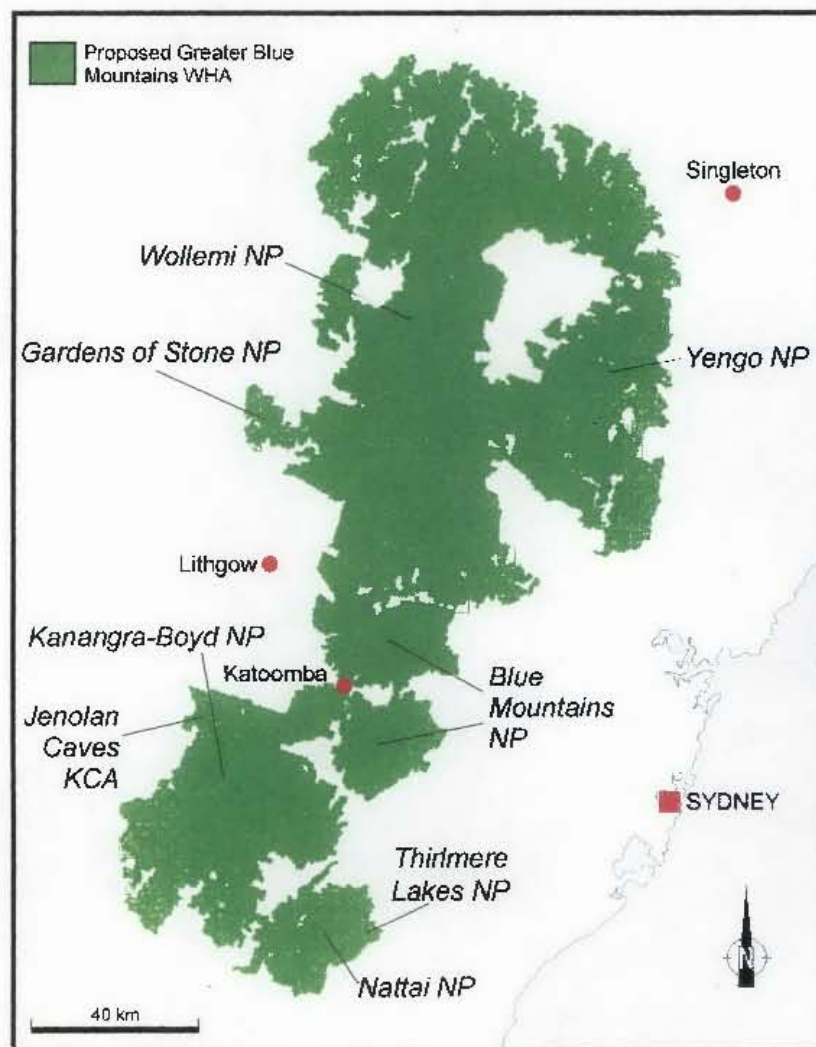 Proposed Greater Blue
Mountains WHA
Singleton
Wollemi NP
Gardens of Stone NP
Yengo NP
Lithgow
Kanangra-Boyd NP
Katoomba
Blue
Mountains
NP
Jenolan
Caves
KCA
SYDNEY
Thirlmere
Lakes NP
Nattai NP
N
40 km